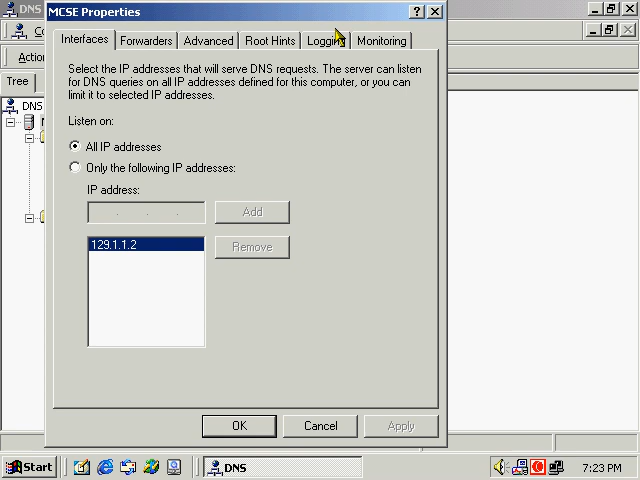 DNS
MCSE Properties
Interfaces
Forwarders
Advanced
Root Hints
Logging
Monitoring
Select the IP addresses that will serve DNS requests. The server can listen
for DNS queries on all IP addresses defined for this computer, or you can
limit it to selected IP addresses.
Listen on:
All IP addresses
Only the following IP addresses:
IP address:
. . .
Add
129.1.1.2
Remove
OK
Cancel
Apply
Tree
DNS
Start
DNS
7:23 PM